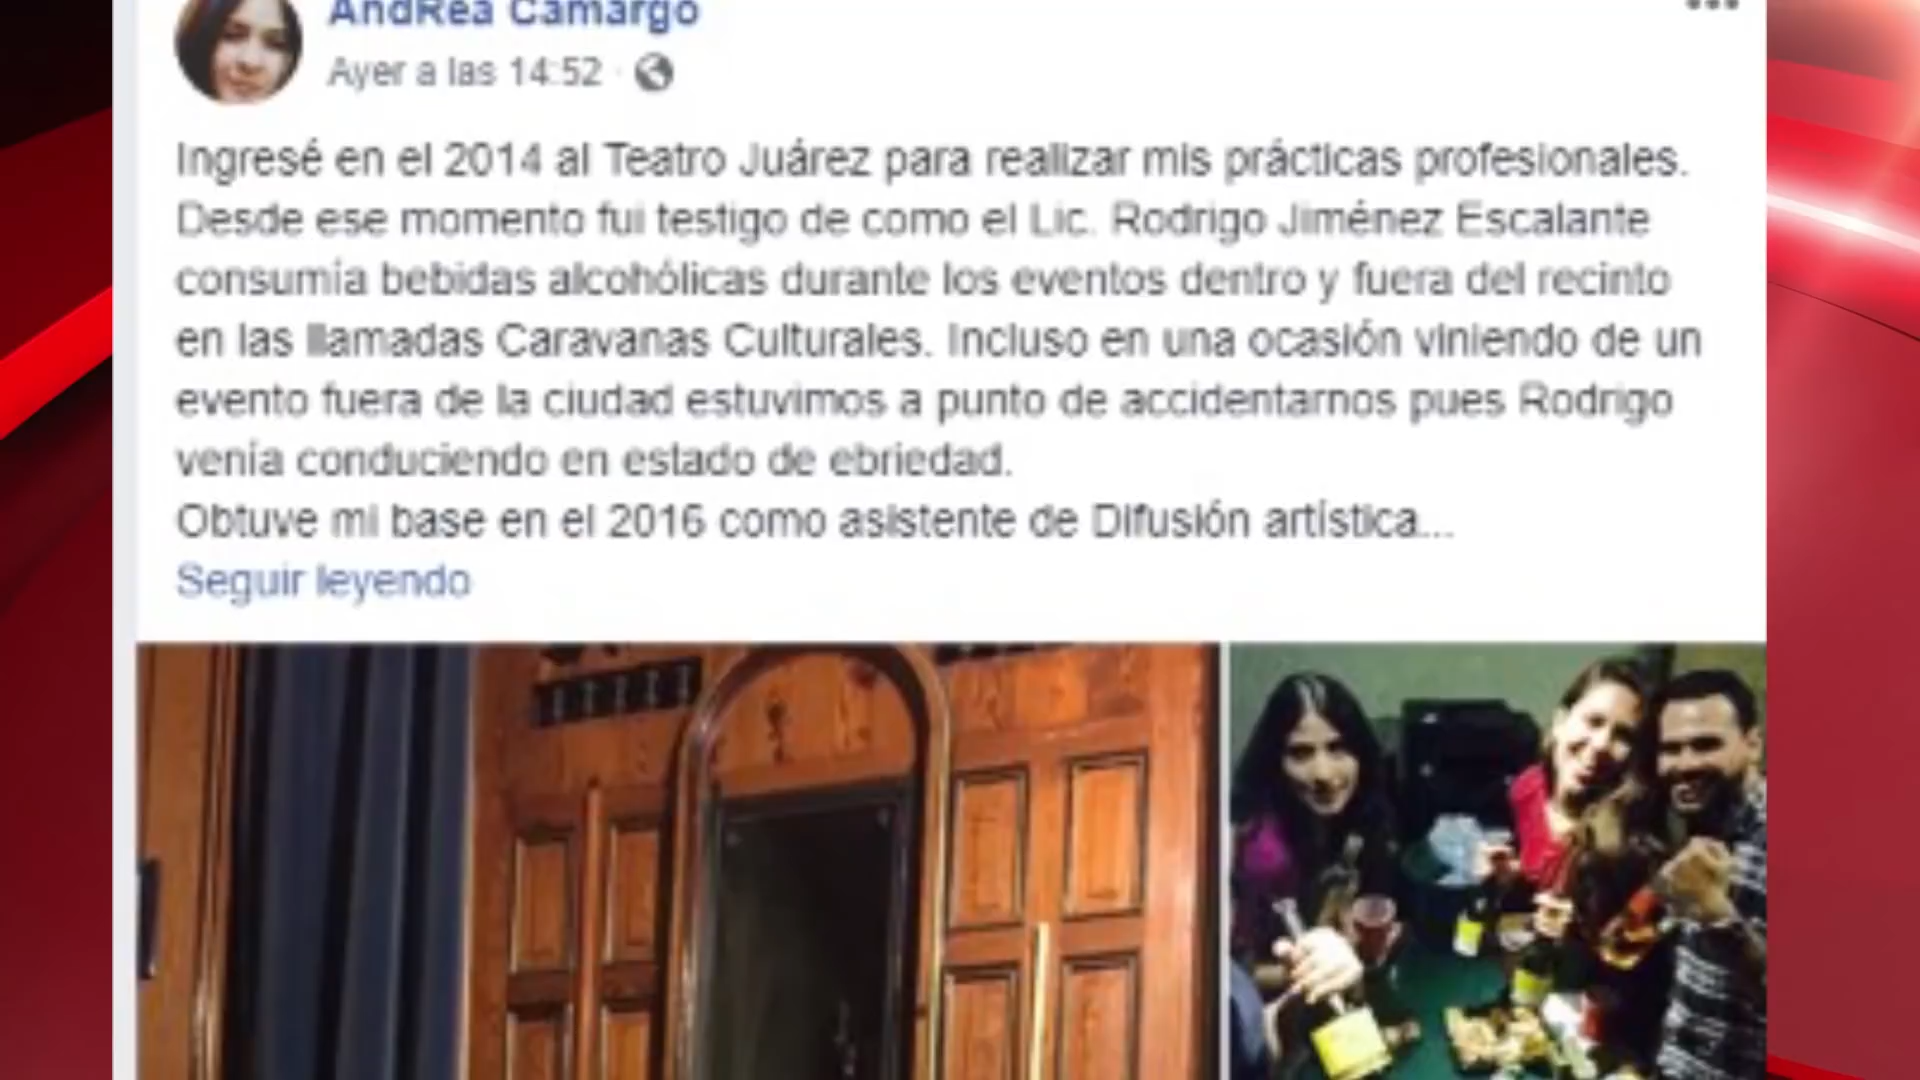 AndRea Camargo
Ayer a las 14:52 ·
Ingresé en el 2014 al Teatro Juárez para realizar mis prácticas profesionales.
Desde ese momento fui testigo de como el Lic. Rodrigo Jiménez Escalante
consumía bebidas alcohólicas durante los eventos dentro y fuera del recinto
en las llamadas Caravanas Culturales. Incluso en una ocasión viniendo de un
evento fuera de la ciudad estuvimos a punto de accidentarnos pues Rodrigo
venía conduciendo en estado de ebriedad.
Obtuve mi base en el 2016 como asistente de Difusión artística...
Seguir leyendo